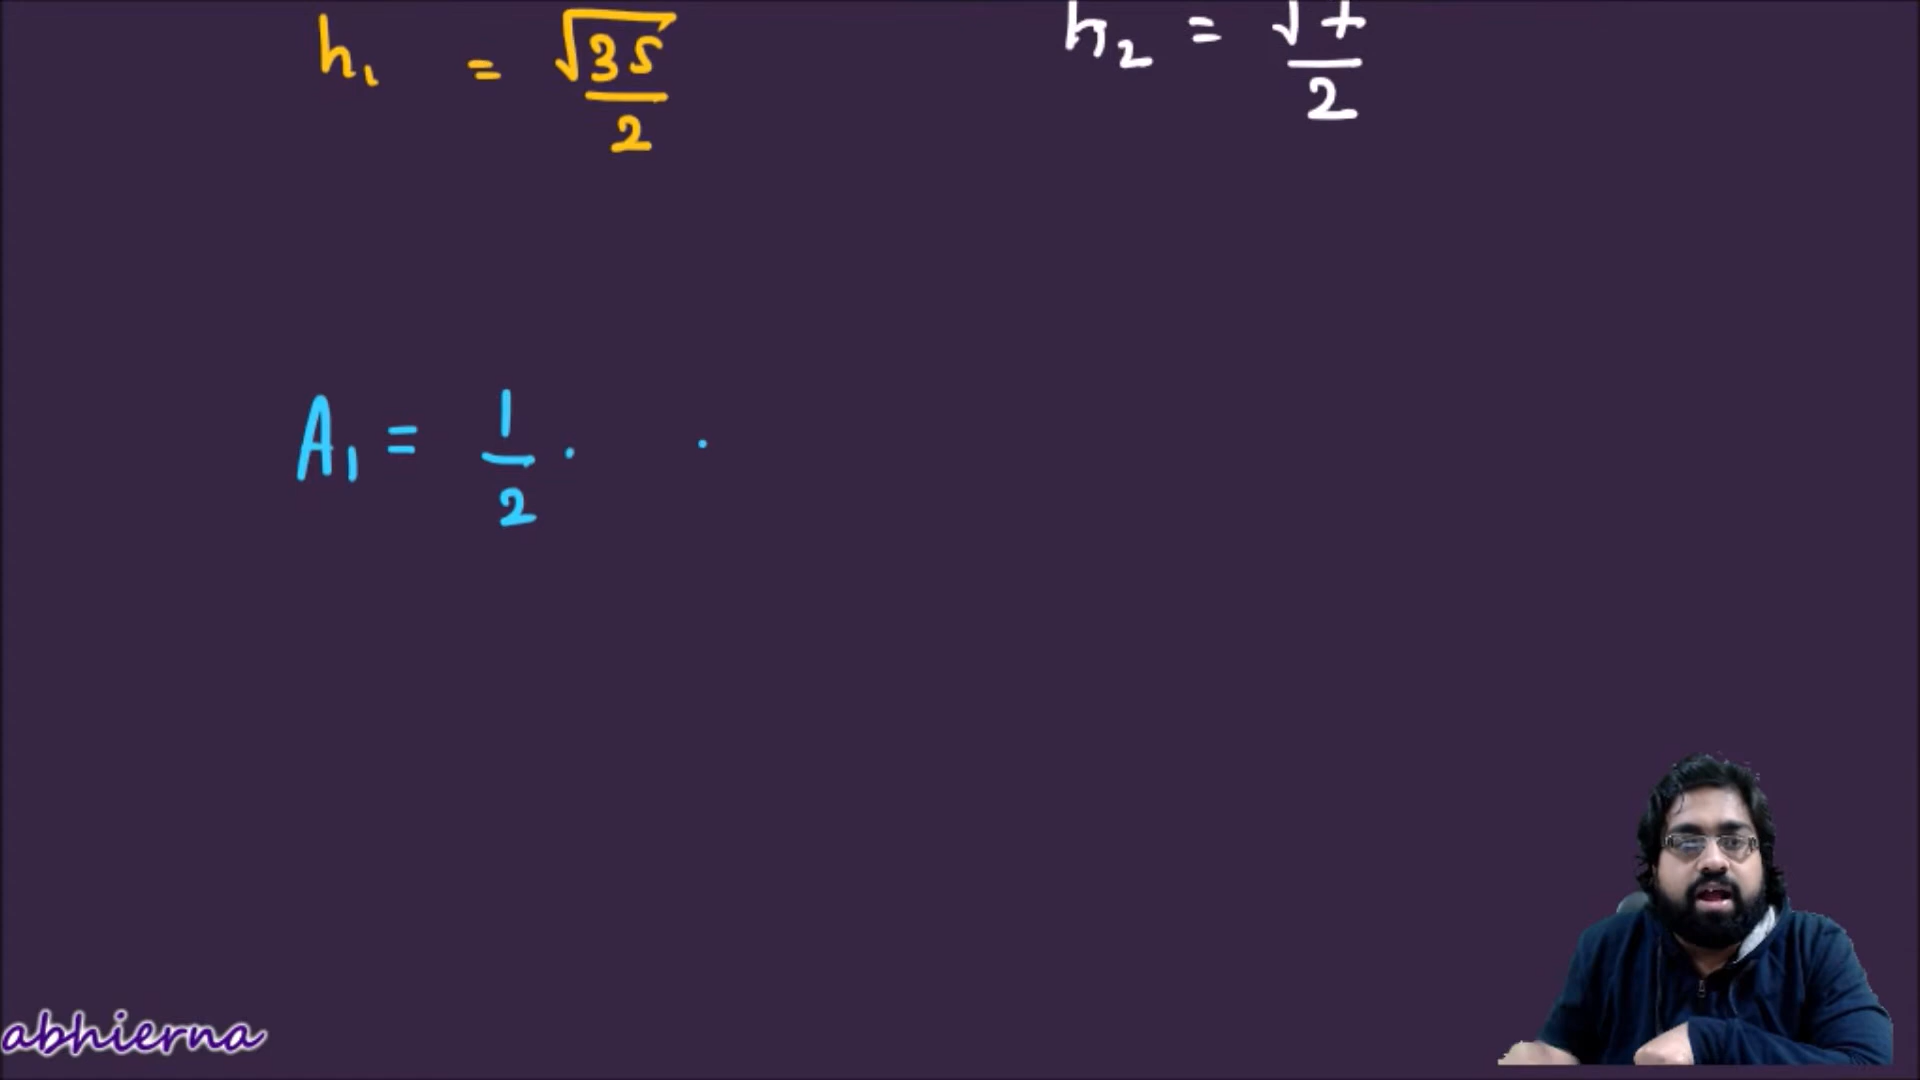 h₁ = √35/2
h₂ = √7/2
A₁ = 1/2 · ·
abhierna